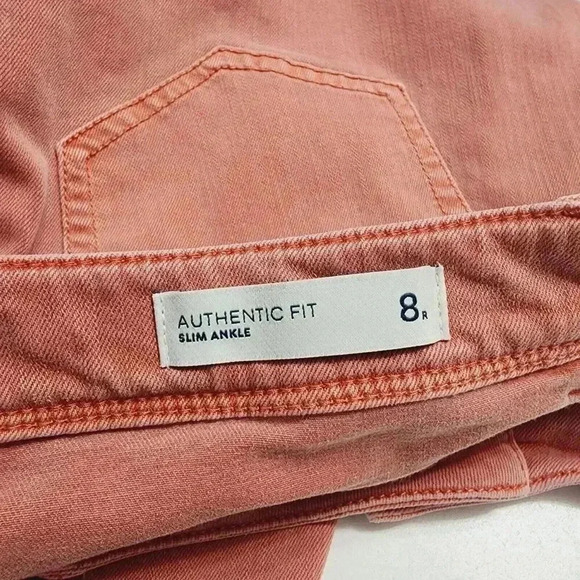 AUTHENTIC FIT 8R
SLIM ANKLE